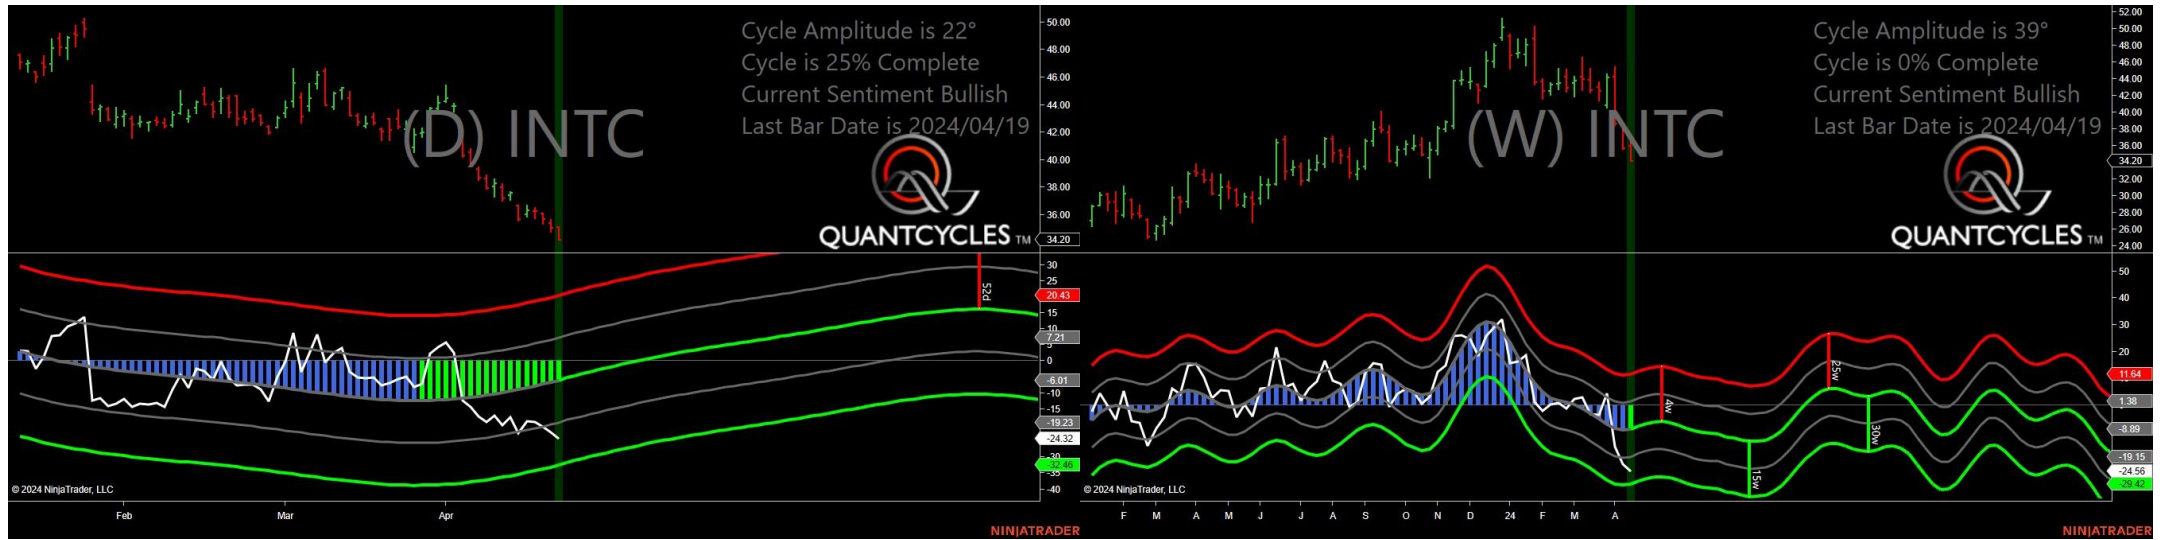 Cycle Amplitude is 22°
Cycle is 25% Complete
Current Sentiment Bullish
Last Bar Date is 2024/04/19
(D) INTC
QUANTCYCLES TM
50.00
48.00
46.00
44.00
42.00
40.00
38.00
36.00
34.20
52d
30
25
20.43
15
10
7.21
5
0
-6.01
-10
-15
-19.23
-24.32
-30
-32.46
-35
-40
© 2024 NinjaTrader, LLC
Feb Mar Apr
NINJATRADER
Cycle Amplitude is 39°
Cycle is 0% Complete
Current Sentiment Bullish
Last Bar Date is 2024/04/19
(W) INTC
QUANTCYCLES TM
52.00
50.00
48.00
46.00
44.00
42.00
40.00
38.00
36.00
34.20
32.00
30.00
28.00
26.00
24.00
4w
15w
25w
30w
50
40
30
20
11.64
1.38
-8.89
-19.15
-24.56
-29.42
© 2024 NinjaTrader, LLC
F M A M J J A S O N D 24 F M A
NINJATRADER